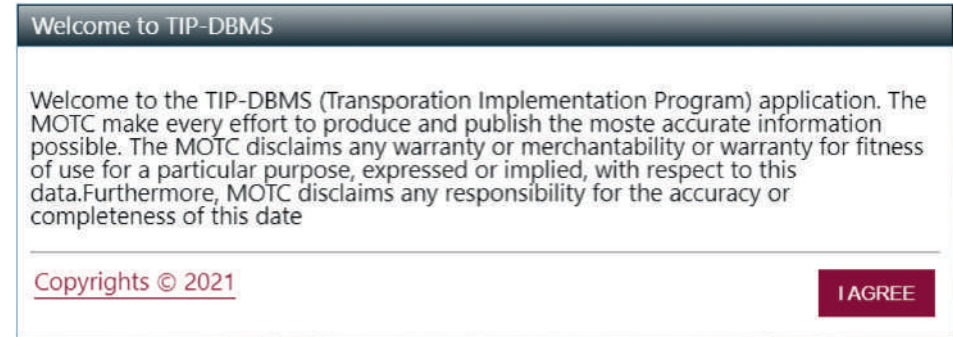 Welcome to TIP-DBMS
Welcome to the TIP-DBMS (Transporation Implementation Program) application. The
MOTC make every effort to produce and publish the moste accurate information
possible. The MOTC disclaims any warranty or merchantability or warranty for fitness
of use for a particular purpose, expressed or implied, with respect to this
data.Furthermore, MOTC disclaims any responsibility for the accuracy or
completeness of this date
Copyrights © 2021
I AGREE